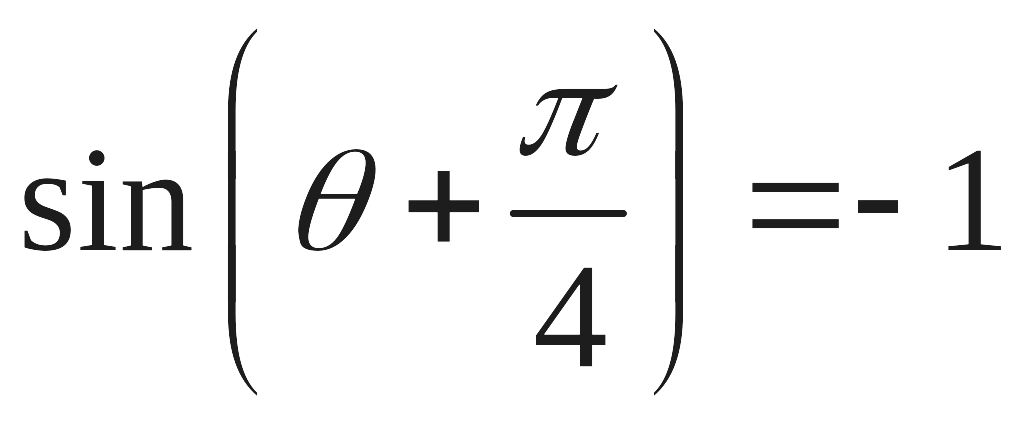 sin(θ + π/4) = - 1